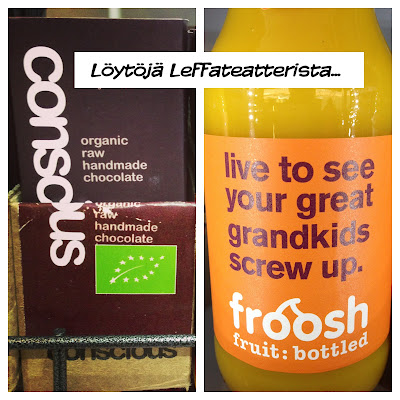 Löytöjä Leffateatterista...
conscious
organic
raw
handmade
chocolate
organic
raw
handmade
chocolate
conscious
live to see
your great
grandkids
screw up.
froosh
fruit: bottled